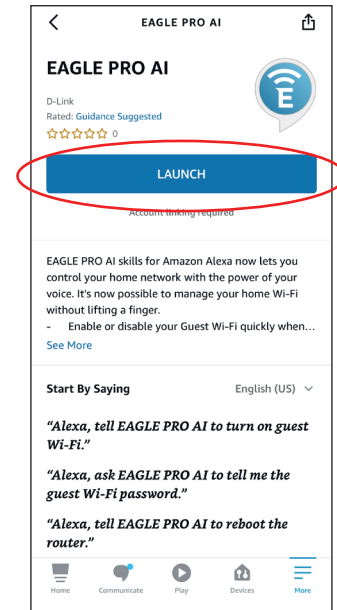 EAGLE PRO AI
EAGLE PRO AI
D-Link
Rated: Guidance Suggested
0
LAUNCH
Account linking required
EAGLE PRO AI skills for Amazon Alexa now lets you
control your home network with the power of your
voice. It's now possible to manage your home Wi-Fi
without lifting a finger.
- Enable or disable your Guest Wi-Fi quickly when...
See More
Start By Saying English (US)
“Alexa, tell EAGLE PRO AI to turn on guest
Wi-Fi.”
“Alexa, ask EAGLE PRO AI to tell me the
guest Wi-Fi password.”
“Alexa, tell EAGLE PRO AI to reboot the
router.”
Home Communicate Play Devices More